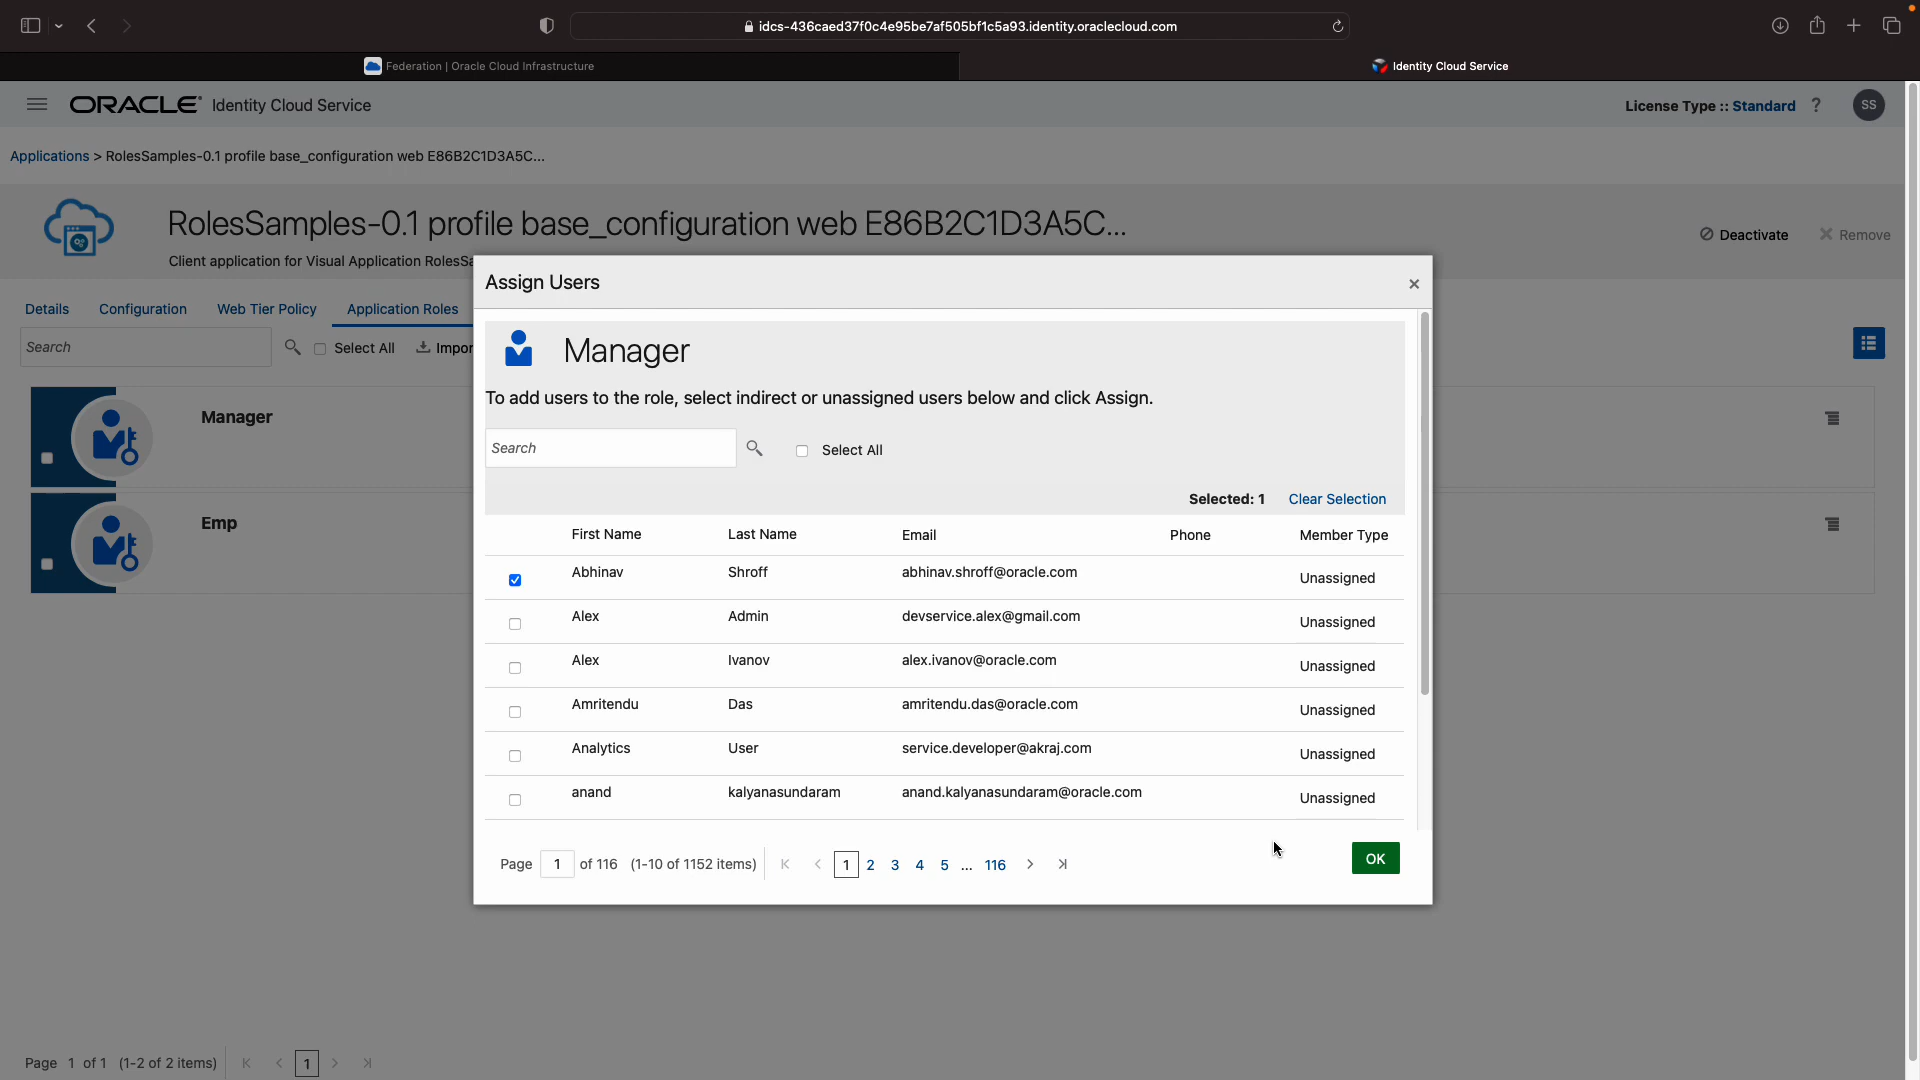 idcs-436caed37f0c4e95be7af505bf1c5a93.identity.oraclecloud.com
Federation | Oracle Cloud Infrastructure
Identity Cloud Service
ORACLE Identity Cloud Service
License Type :: Standard ? SS
Applications > RolesSamples-0.1 profile base_configuration web E86B2C1D3A5C...
RolesSamples-0.1 profile base_configuration web E86B2C1D3A5C...
Deactivate Remove
Client application for Visual Application RolesSa
Details Configuration Web Tier Policy Application Roles
Search Select All Impor
Manager
Emp
Assign Users ×
Manager
To add users to the role, select indirect or unassigned users below and click Assign.
Search Select All
Selected: 1 Clear Selection
First Name Last Name Email Phone Member Type
Abhinav Shroff abhinav.shroff@oracle.com Unassigned
Alex Admin devservice.alex@gmail.com Unassigned
Alex Ivanov alex.ivanov@oracle.com Unassigned
Amritendu Das amritendu.das@oracle.com Unassigned
Analytics User service.developer@akraj.com Unassigned
anand kalyanasundaram anand.kalyanasundaram@oracle.com Unassigned
Page 1 of 116 (1-10 of 1152 items) 1 2 3 4 5 ... 116
OK
Page 1 of 1 (1-2 of 2 items) 1